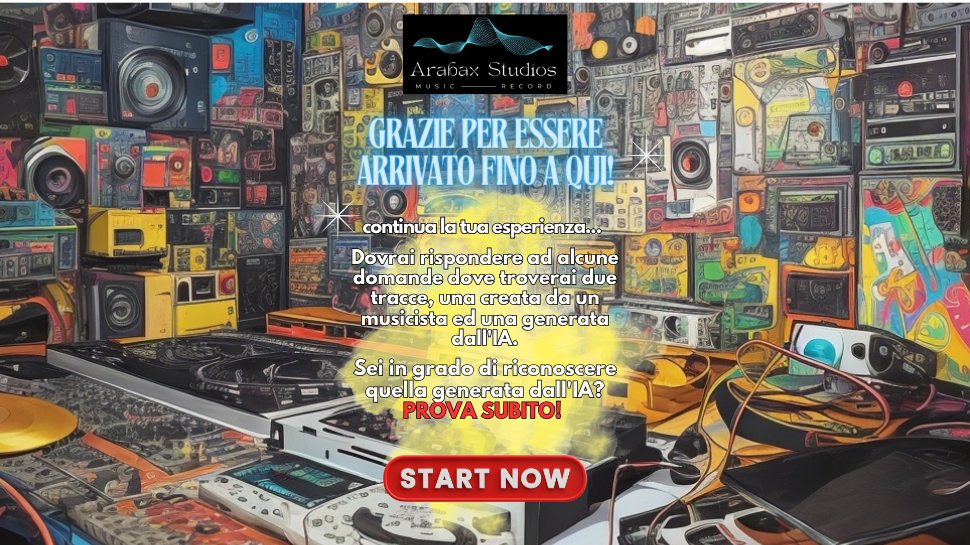 Arabax Studios
MUSIC RECORD
GRAZIE PER ESSERE
ARRIVATO FINO A QUI!
continua la tua esperienza...
Dovrai rispondere ad alcune
domande dove troverai due
tracce, una creata da un
musicista ed una generata
dall'IA.
Sei in grado di riconoscere
quella generata dall'IA?
PROVA SUBITO!
START NOW